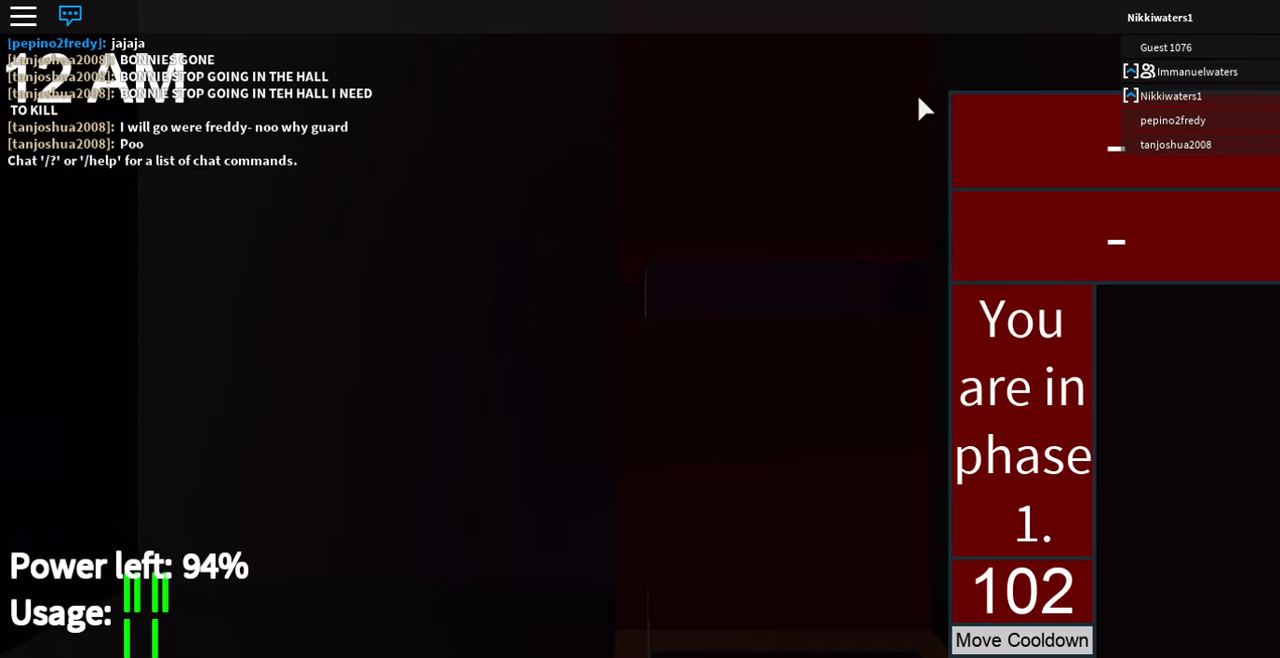 Nikkiwaters1
[pepino2fredy]: jajaja
[tanjoshua2008]: BONNIES GONE
[tanjoshua2008]: BONNIE STOP GOING IN THE HALL
[tanjoshua2008]: BONNIE STOP GOING IN TEH HALL I NEED
TO KILL
[tanjoshua2008]: I will go were freddy- noo why guard
[tanjoshua2008]: Poo
Chat '/?' or '/help' for a list of chat commands.
12 AM
Guest 1076
Immanuelwaters
Nikkiwaters1
pepino2fredy
tanjoshua2008
-
-
You
are in
phase
1.
102
Move Cooldown
Power left: 94%
Usage: